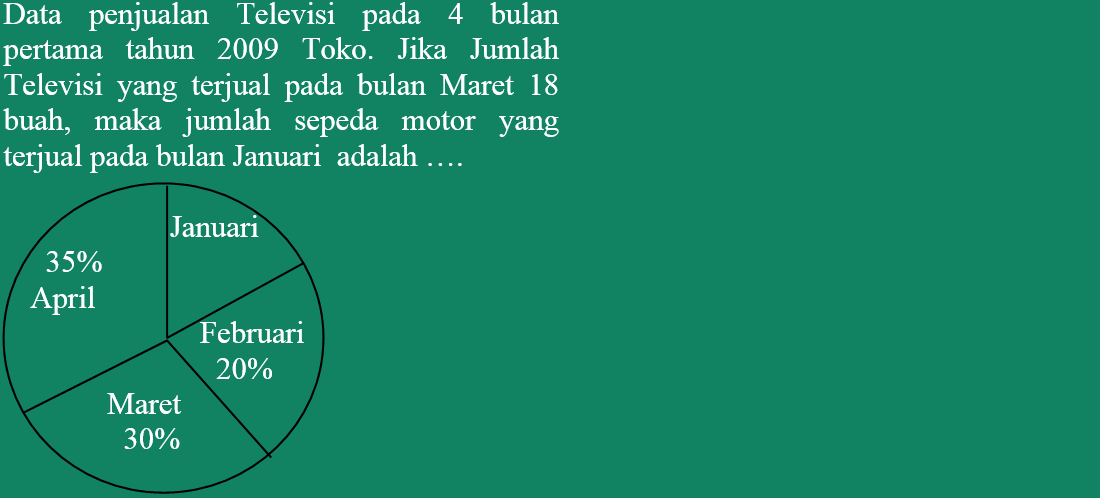 Data penjualan Televisi pada 4 bulan
pertama tahun 2009 Toko. Jika Jumlah
Televisi yang terjual pada bulan Maret 18
buah, maka jumlah sepeda motor yang
terjual pada bulan Januari adalah ….
Januari
35%
April
Februari
20%
Maret
30%